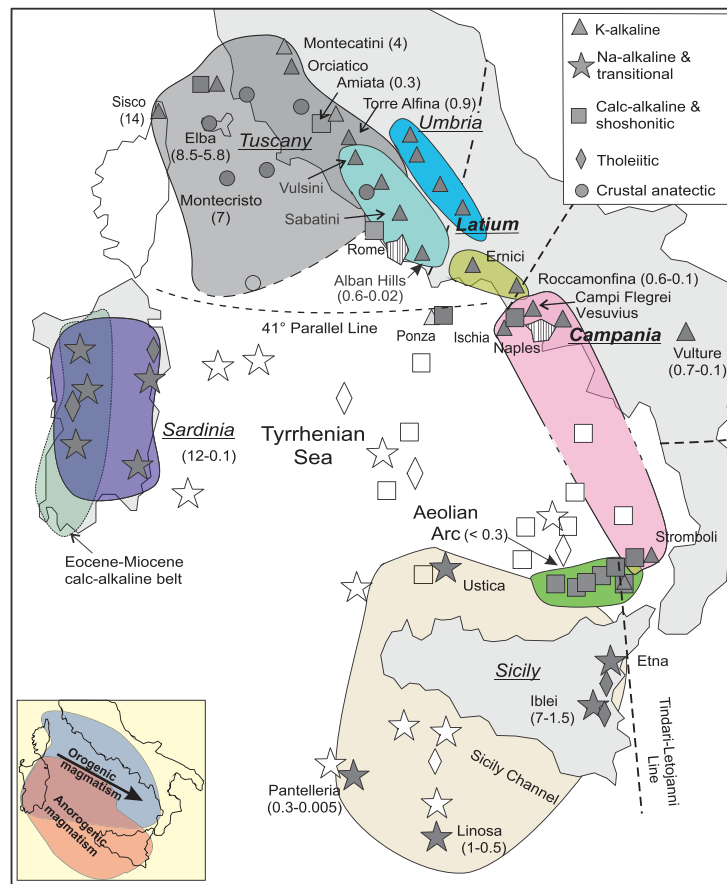 Montecatini (4)
Orciatico
Amiata (0.3)
Torre Alfina (0.9)
Sisco
(14)
Elba
(8.5-5.8)
Tuscany
Umbria
Montecristo
(7)
Vulsini
Sabatini
Latium
Rome
Ernici
Alban Hills
(0.6-0.02)
Roccamonfina (0.6-0.1)
Campi Flegrei
Vesuvius
41° Parallel Line
Ponza
Ischia
Naples
Campania
Vulture
(0.7-0.1)
Sardinia
(12-0.1)
Tyrrhenian
Sea
Aeolian
Arc (< 0.3)
Stromboli
Eocene-Miocene
calc-alkaline belt
Ustica
Etna
Sicily
Iblei
(7-1.5)
Tindari-Letojanni
Line
Sicily Channel
Pantelleria
(0.3-0.005)
Linosa
(1-0.5)
K-alkaline
Na-alkaline &
transitional
Calc-alkaline &
shoshonitic
Tholeiitic
Crustal anatectic
Orogenic
magmatism
Anorogenic
magmatism